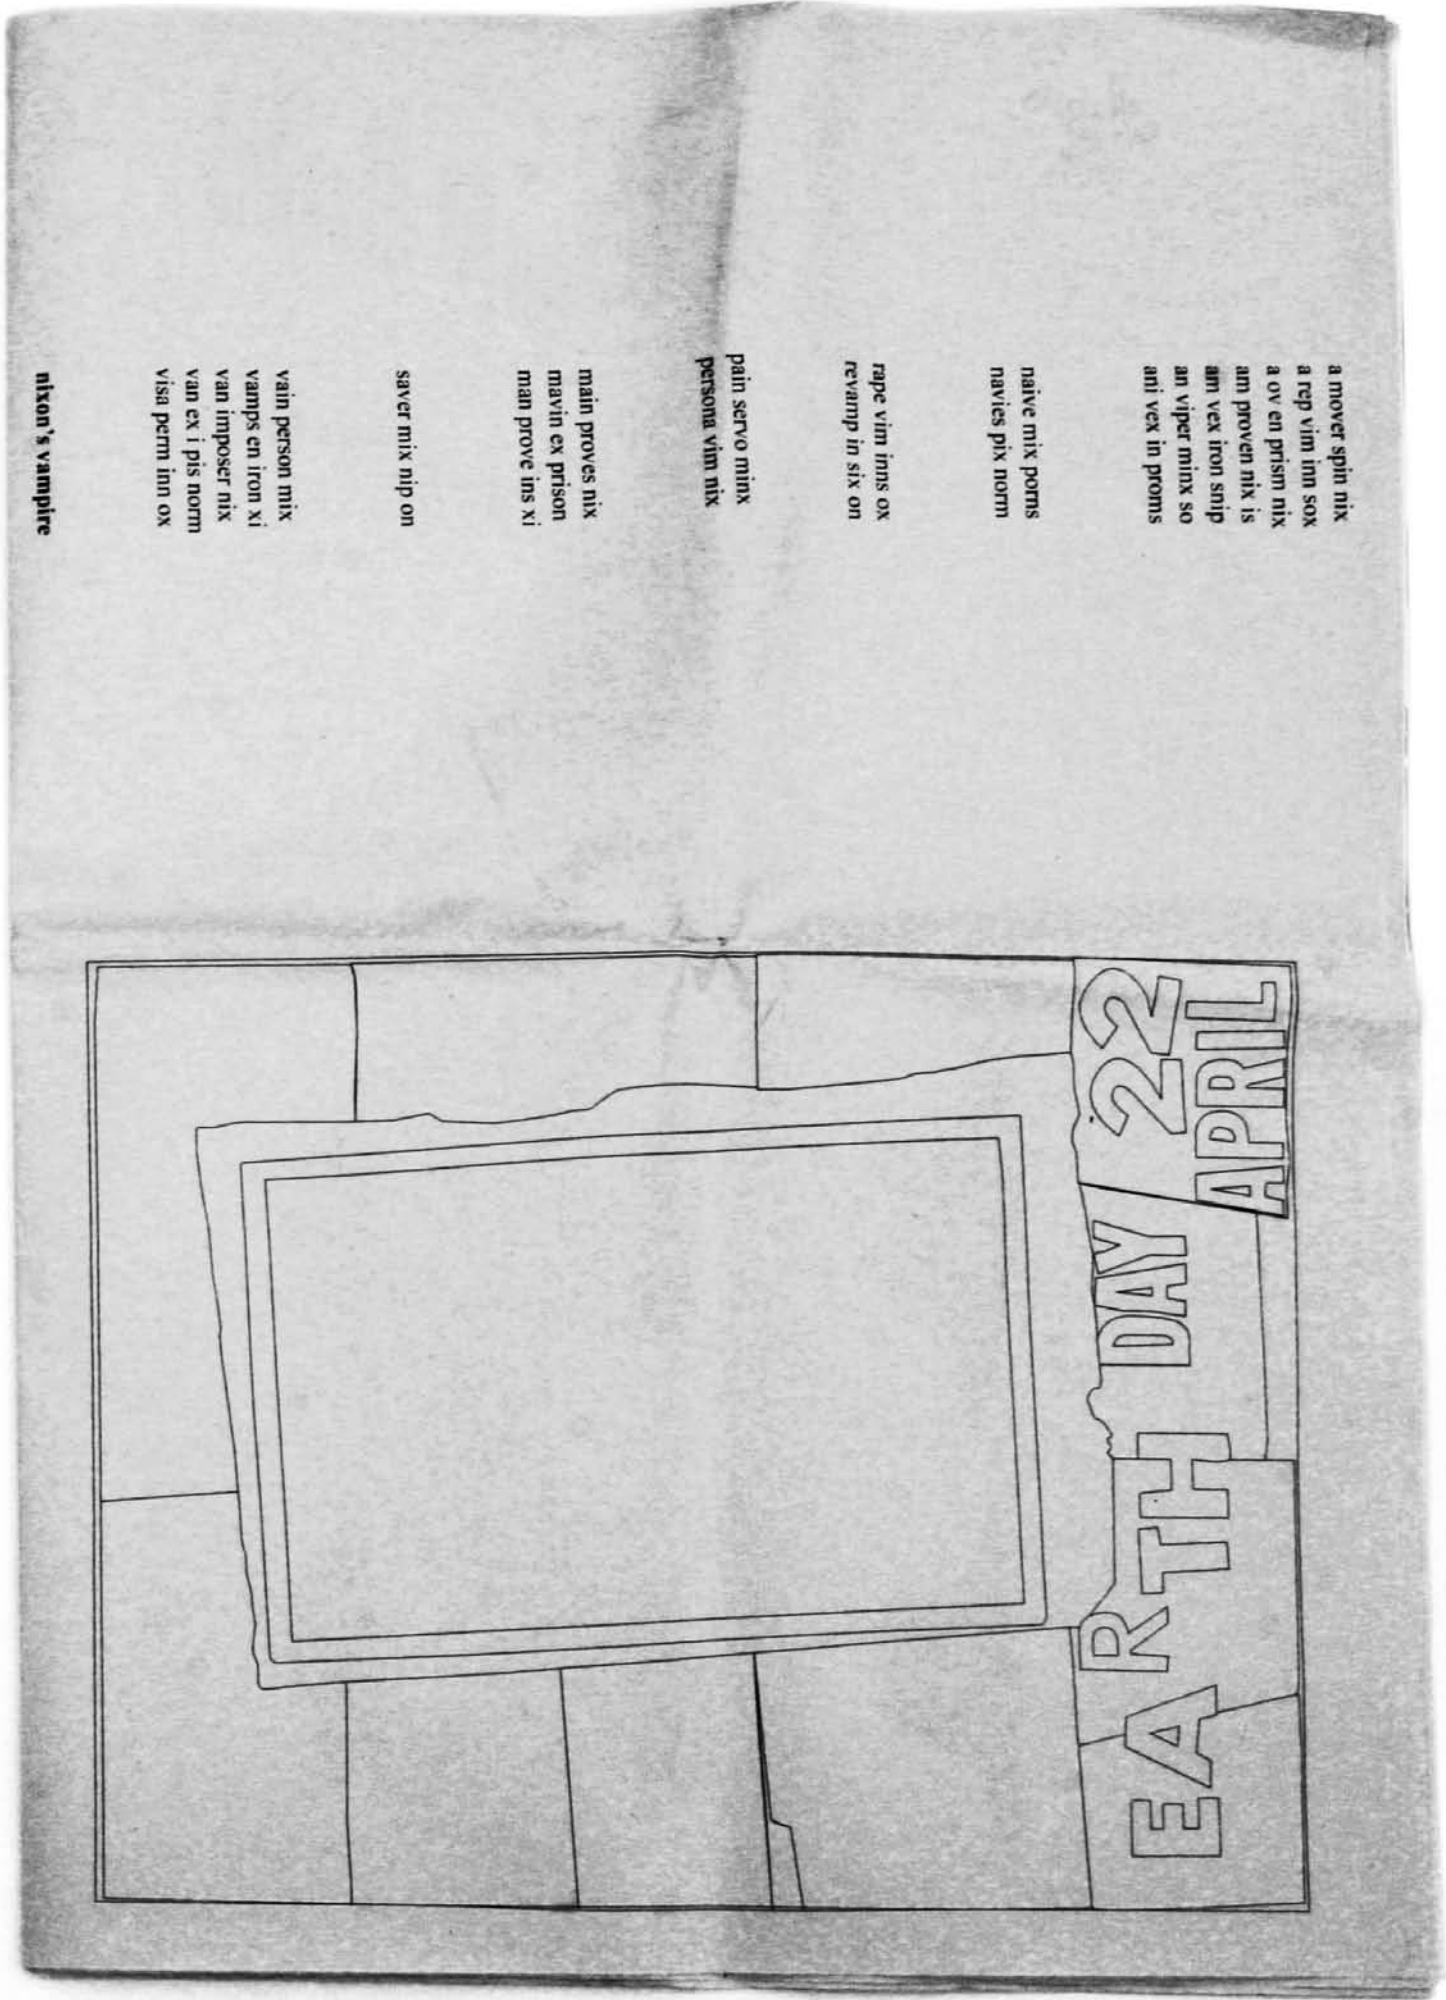 a mover spin nix
a rep vim inn sox
a ov en prism nix
am proven nix is
am vex iron snip
an viper minx so
ani vex in proms
naive mix porns
navies pix norm
rape vim inns ox
revamp in six on
pain servo minx
persona vim nix
main proves nix
mavin ex prison
man prove ins xi
saver mix nip on
vain person mix
vamps en iron xi
van imposer nix
van ex i pis norm
visa perm inn ox
nixon's vampire
EARTH DAY 22
APRIL